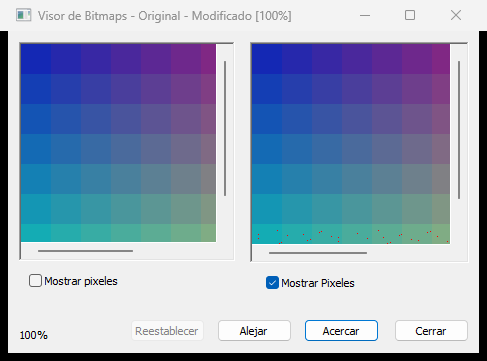 Visor de Bitmaps - Original - Modificado [100%]
Mostrar pixeles
Mostrar Pixeles
100%
Reestablecer
Alejar
Acercar
Cerrar